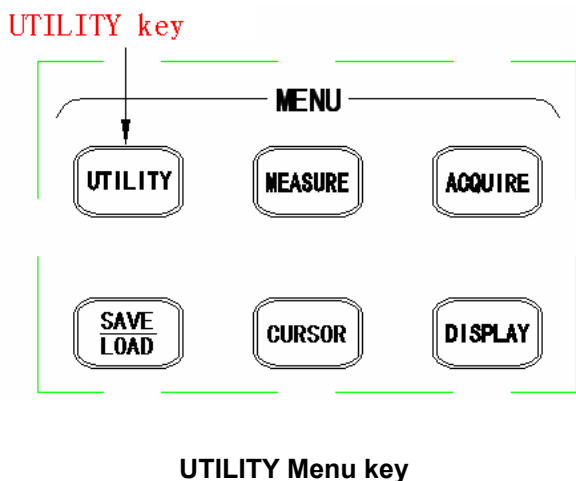 UTILITY key
MENU
UTILITY MEASURE ACQUIRE
SAVE
LOAD CURSOR DISPLAY
UTILITY Menu key